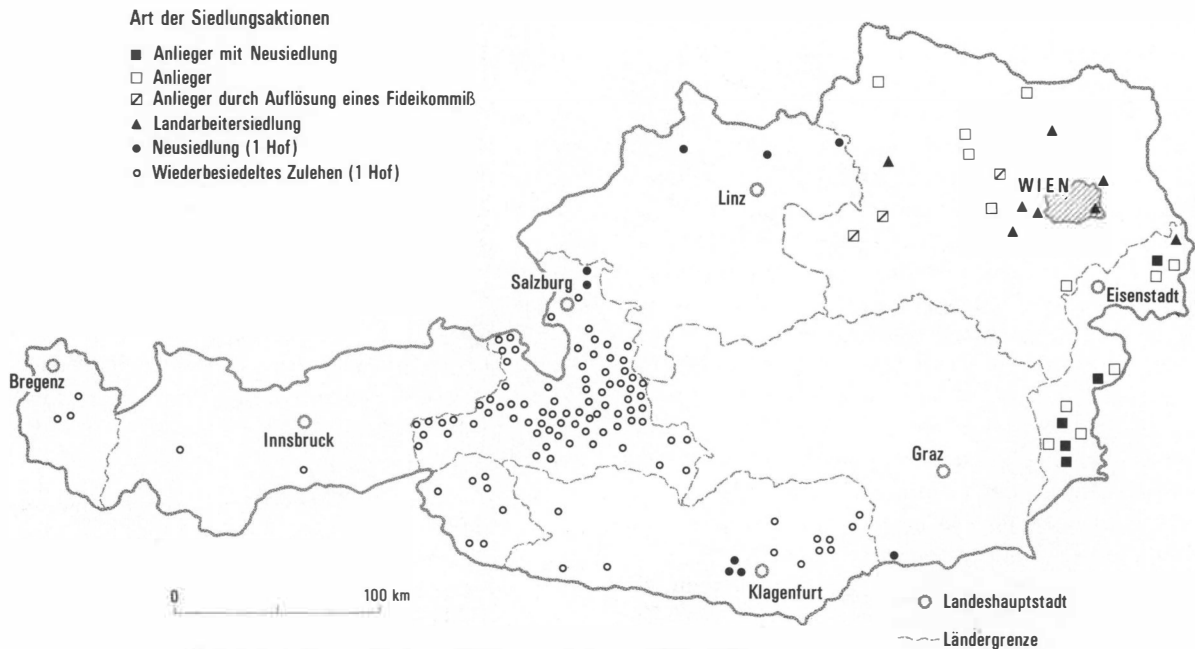 Art der Siedlungsaktionen
Anlieger mit Neusiedlung
Anlieger
Anlieger durch Auflösung eines Fideikommiß
Landarbeitersiedlung
Neusiedlung (1 Hof)
Wiederbesiedeltes Zulehen (1 Hof)
WIEN
Linz
Salzburg
Eisenstadt
Bregenz
Innsbruck
Graz
Klagenfurt
0 100 km
Landeshauptstadt
Ländergrenze